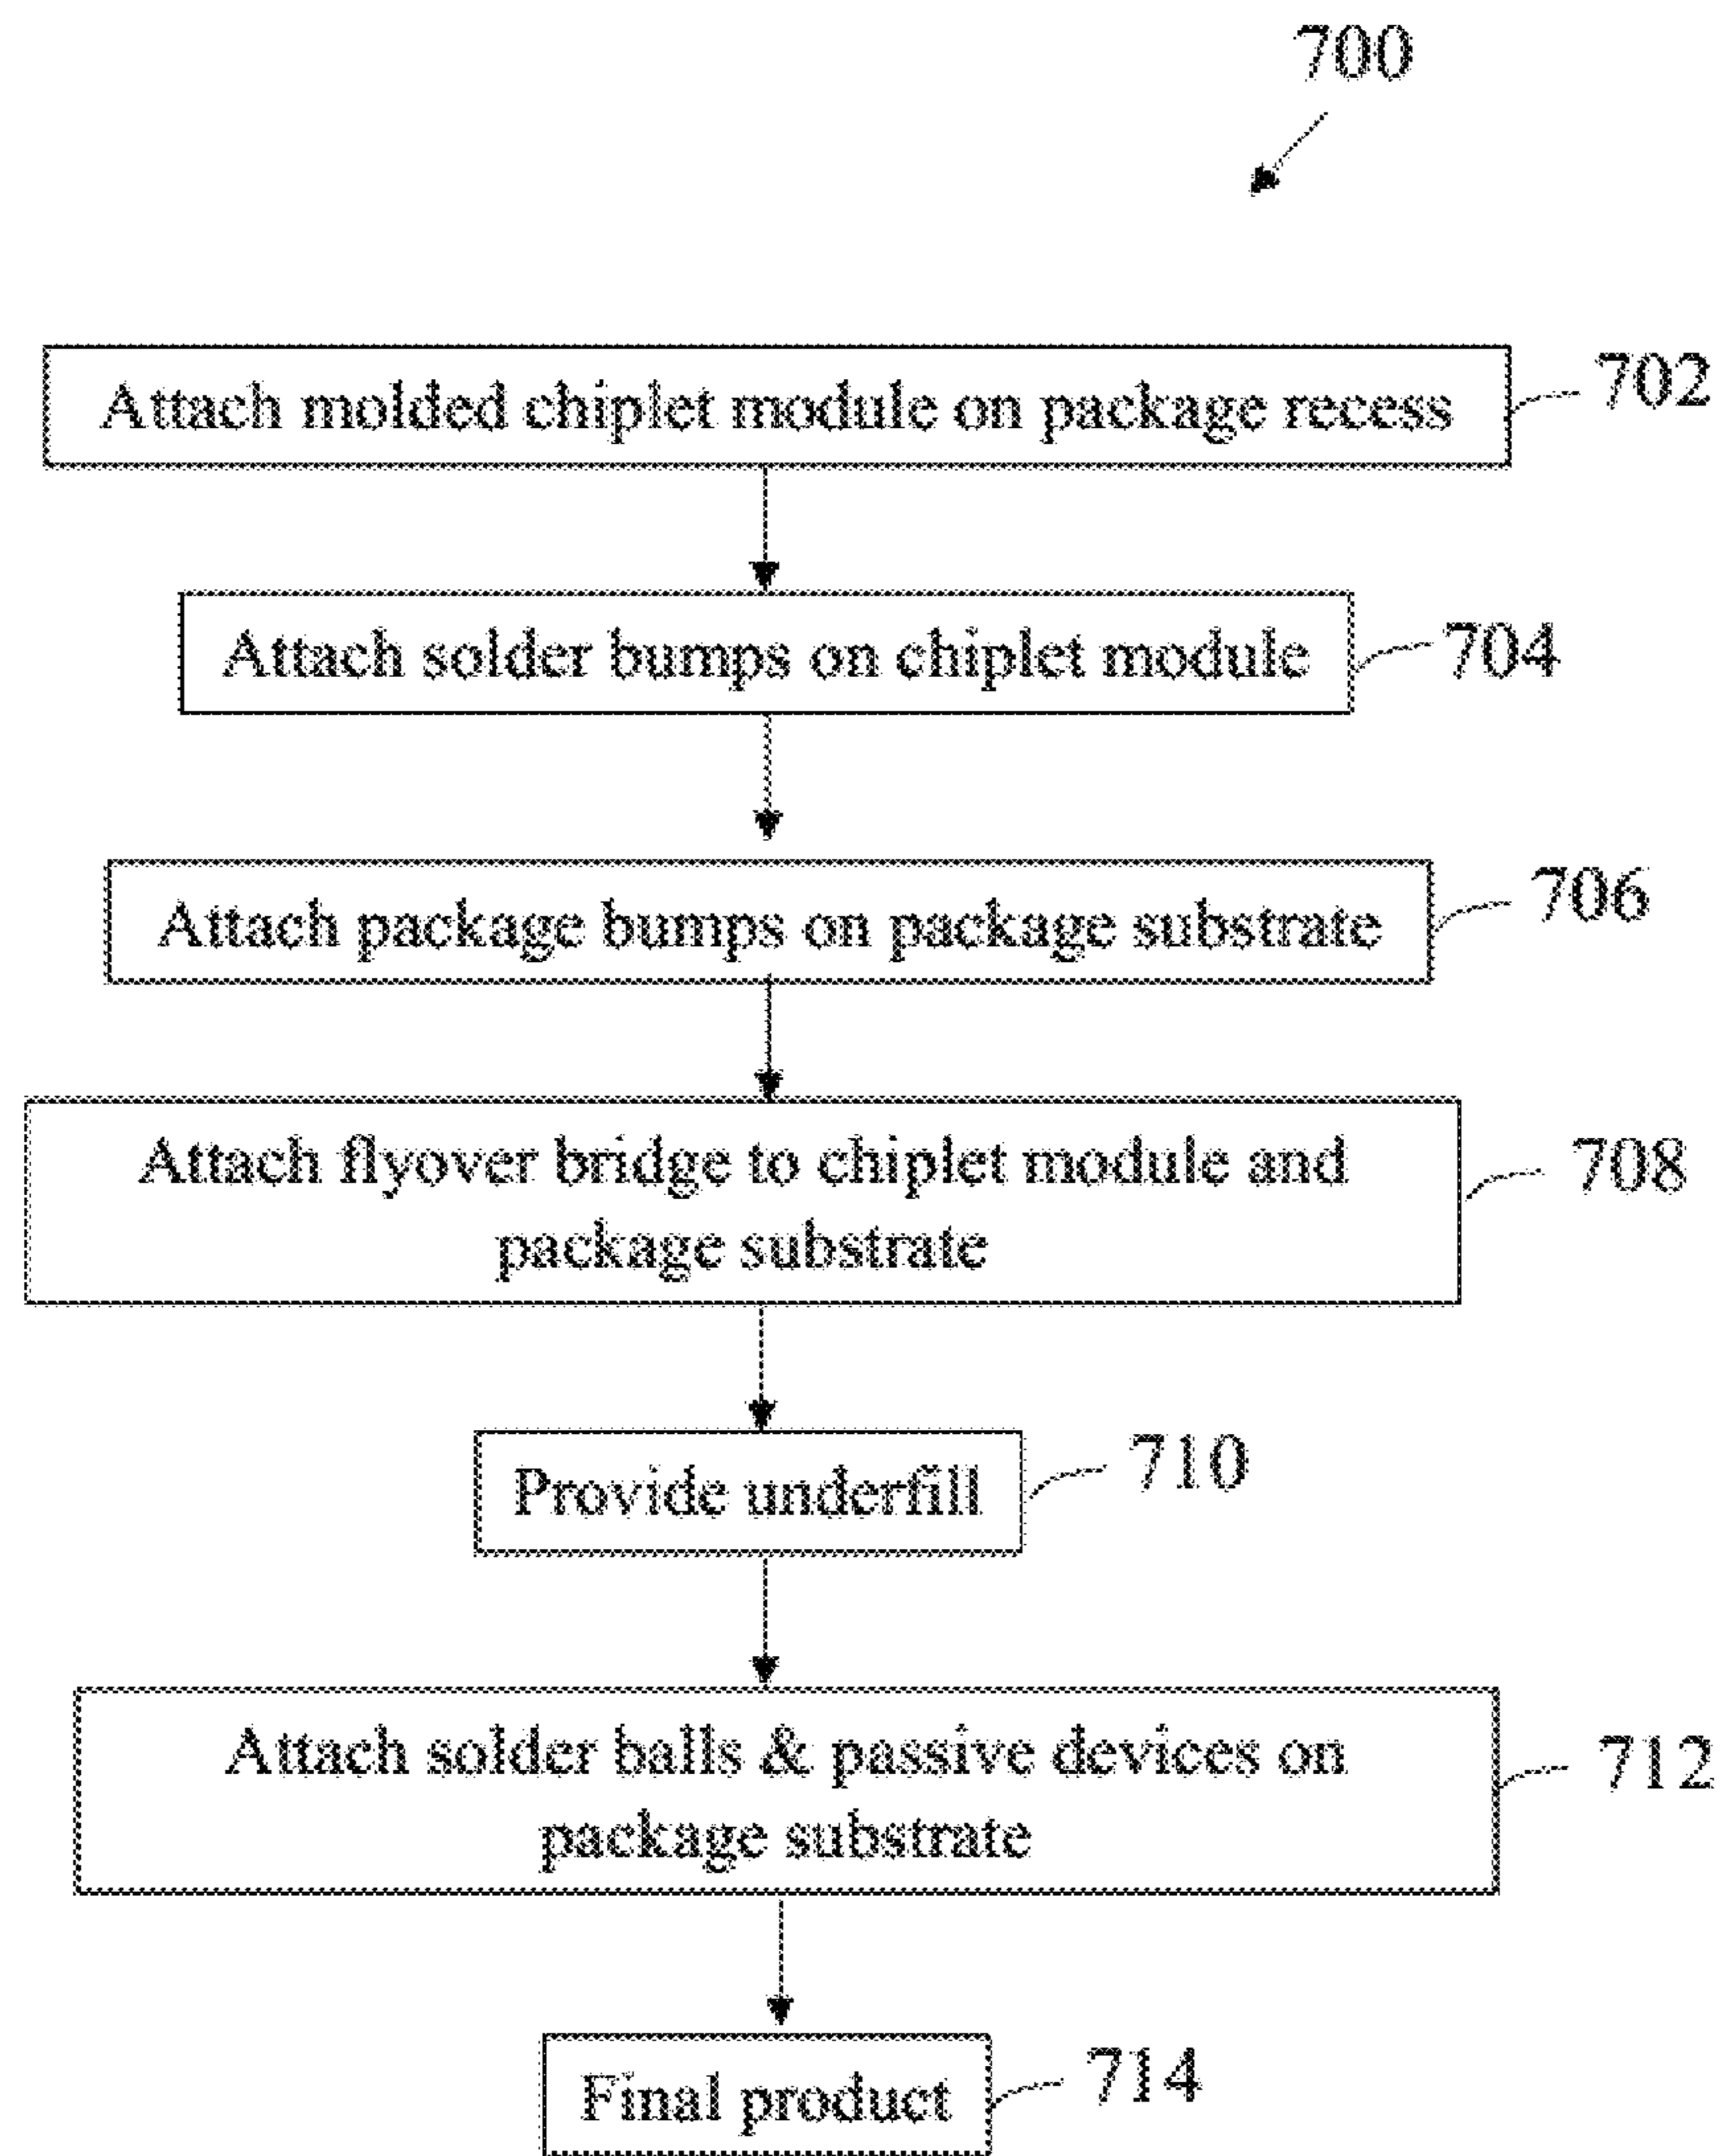 700
Attach molded chiplet module on package recess
702
Attach solder bumps on chiplet module
704
Attach package bumps on package substrate
706
Attach flyover bridge to chiplet module and
package substrate
708
Provide underfill
710
Attach solder balls & passive devices on
package substrate
712
Final product
714